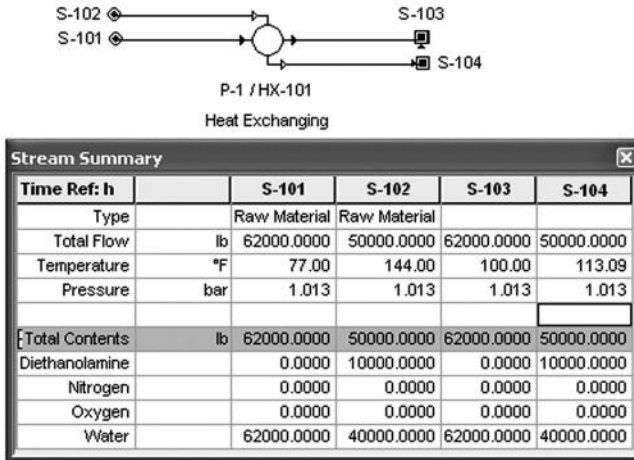 S-102 S-103
S-101
S-104
P-1 / HX-101
Heat Exchanging
Stream Summary
Time Ref: h S-101 S-102 S-103 S-104
Type Raw Material Raw Material
Total Flow lb 62000.0000 50000.0000 62000.0000 50000.0000
Temperature °F 77.00 144.00 100.00 113.09
Pressure bar 1.013 1.013 1.013 1.013
Total Contents lb 62000.0000 50000.0000 62000.0000 50000.0000
Diethanolamine 0.0000 10000.0000 0.0000 10000.0000
Nitrogen 0.0000 0.0000 0.0000 0.0000
Oxygen 0.0000 0.0000 0.0000 0.0000
Water 62000.0000 40000.0000 62000.0000 40000.0000